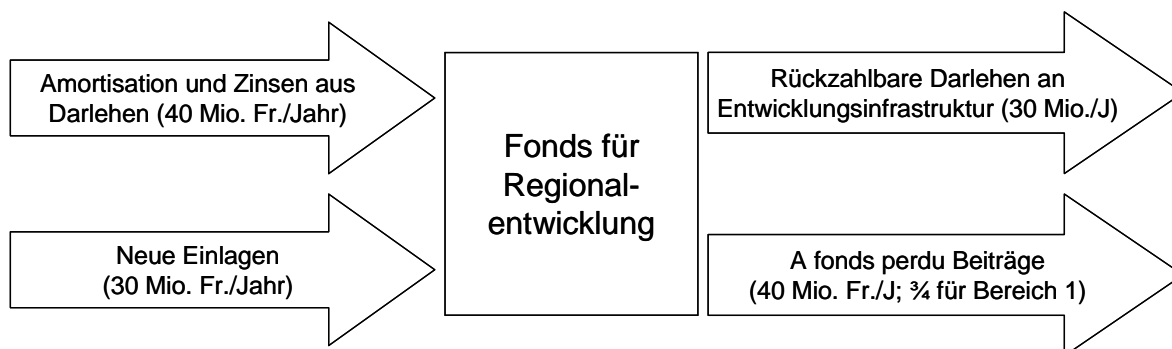 Amortisation und Zinsen aus
Darlehen (40 Mio. Fr./Jahr)
Neue Einlagen
(30 Mio. Fr./Jahr)
Fonds für
Regional-
entwicklung
Rückzahlbare Darlehen an
Entwicklungsinfrastruktur (30 Mio./J)
A fonds perdu Beiträge
(40 Mio. Fr./J; ¾ für Bereich 1)